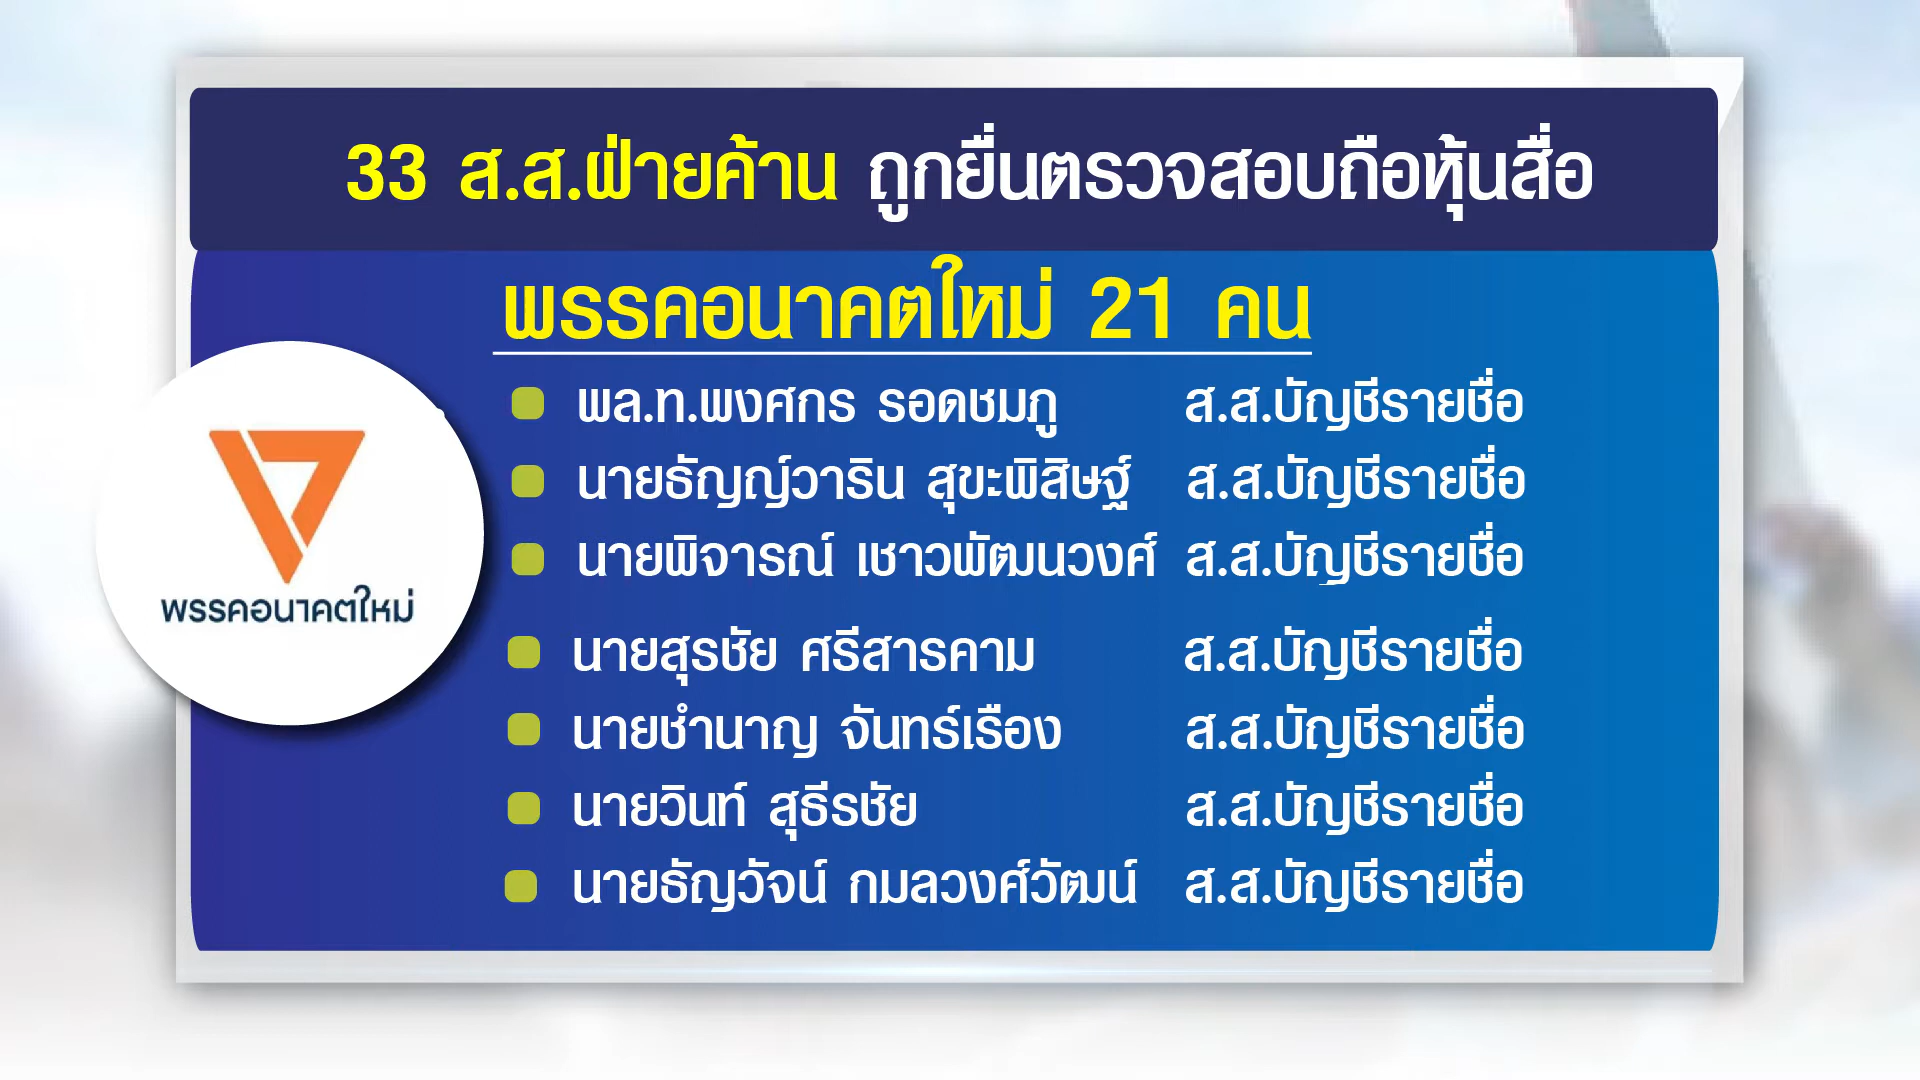 33 ส.ส.ฝ่ายค้าน ถูกยื่นตรวจสอบถือหุ้นสื่อ
พรรคอนาคตใหม่ 21 คน
พล.ท.พงศกร รอดชมภู ส.ส.บัญชีรายชื่อ
นายธัญญ์วาริน สุขะพิสิษฐ์ ส.ส.บัญชีรายชื่อ
นายพิจารณ์ เชาวพัฒนวงศ์ ส.ส.บัญชีรายชื่อ
นายสุรชัย ศรีสารคาม ส.ส.บัญชีรายชื่อ
นายชำนาญ จันทร์เรือง ส.ส.บัญชีรายชื่อ
นายวินท์ สุธีรชัย ส.ส.บัญชีรายชื่อ
นายธัญวัจน์ กมลวงศ์วัฒน์ ส.ส.บัญชีรายชื่อ
พรรคอนาคตใหม่